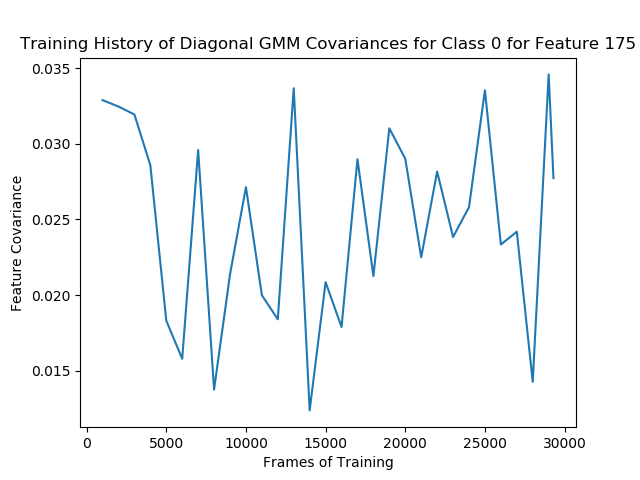 Training History of Diagonal GMM Covariances for Class 0 for Feature 175
0.035
0.030
0.025
0.020
0.015
Feature Covariance
0 5000 10000 15000 20000 25000 30000
Frames of Training